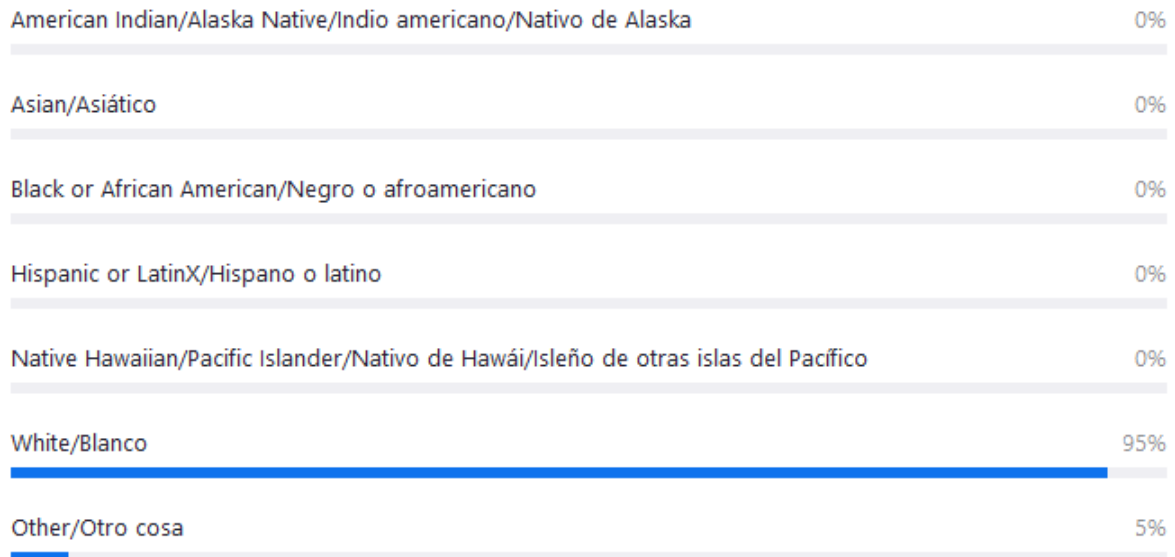 American Indian/Alaska Native/Indio americano/Nativo de Alaska 0%
Asian/Asiático 0%
Black or African American/Negro o afroamericano 0%
Hispanic or LatinX/Hispano o latino 0%
Native Hawaiian/Pacific Islander/Nativo de Hawái/Isleño de otras islas del Pacífico 0%
White/Blanco 95%
Other/Otro cosa 5%